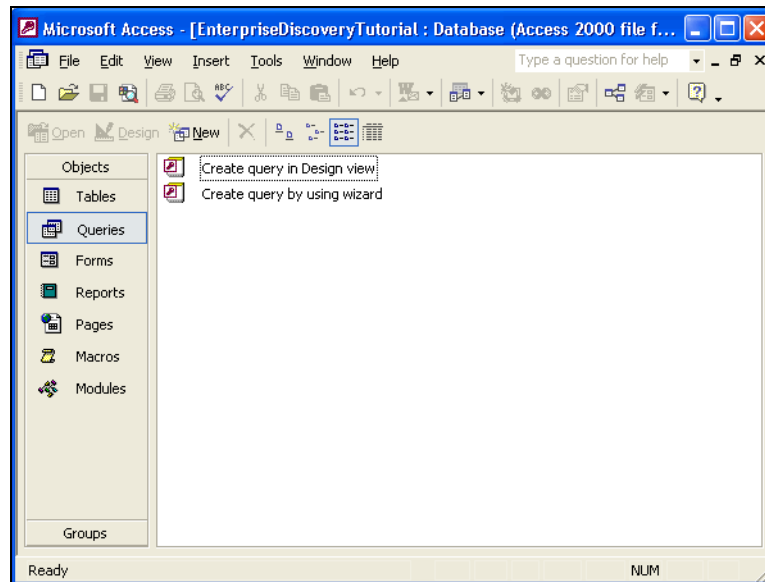 Microsoft Access - [EnterpriseDiscoveryTutorial : Database (Access 2000 file f...
File Edit View Insert Tools Window Help Type a question for help
Open Design New
Objects
Create query in Design view
Tables
Create query by using wizard
Queries
Forms
Reports
Pages
Macros
Modules
Groups
Ready NUM